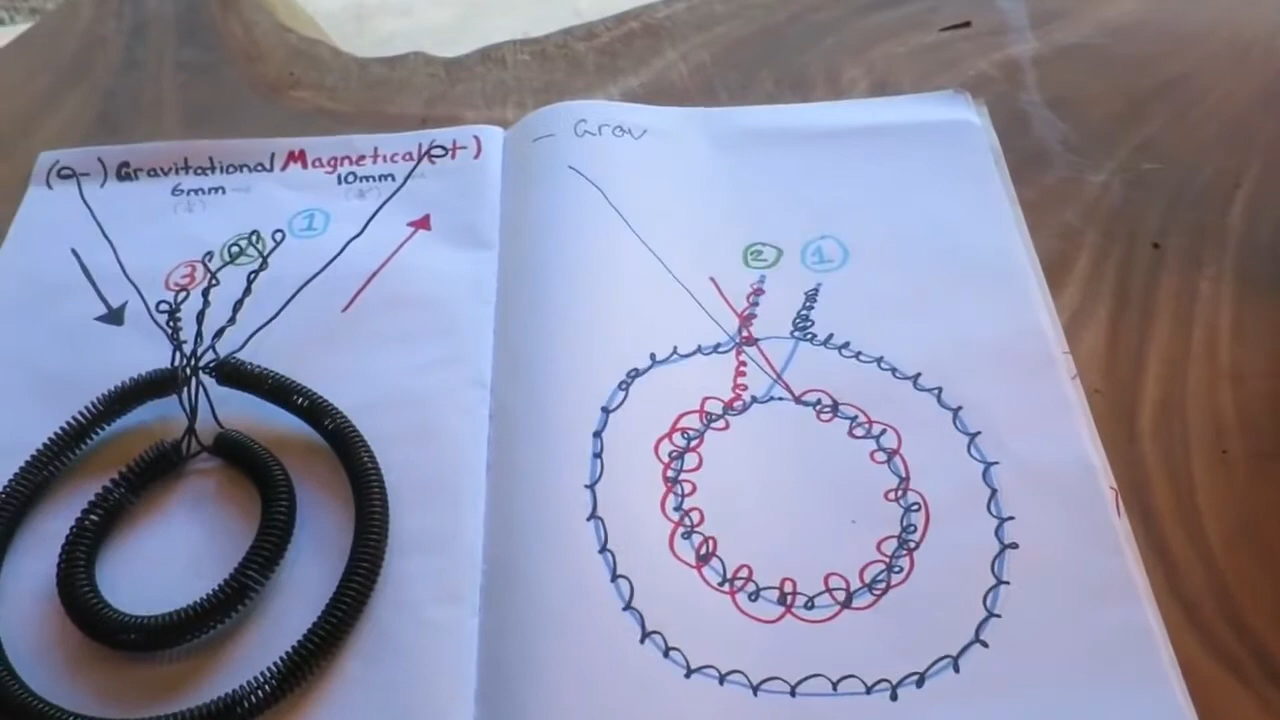 (-) Gravitational Magnetical (+)
6mm 10mm
1
2
3
- Grav
2 1